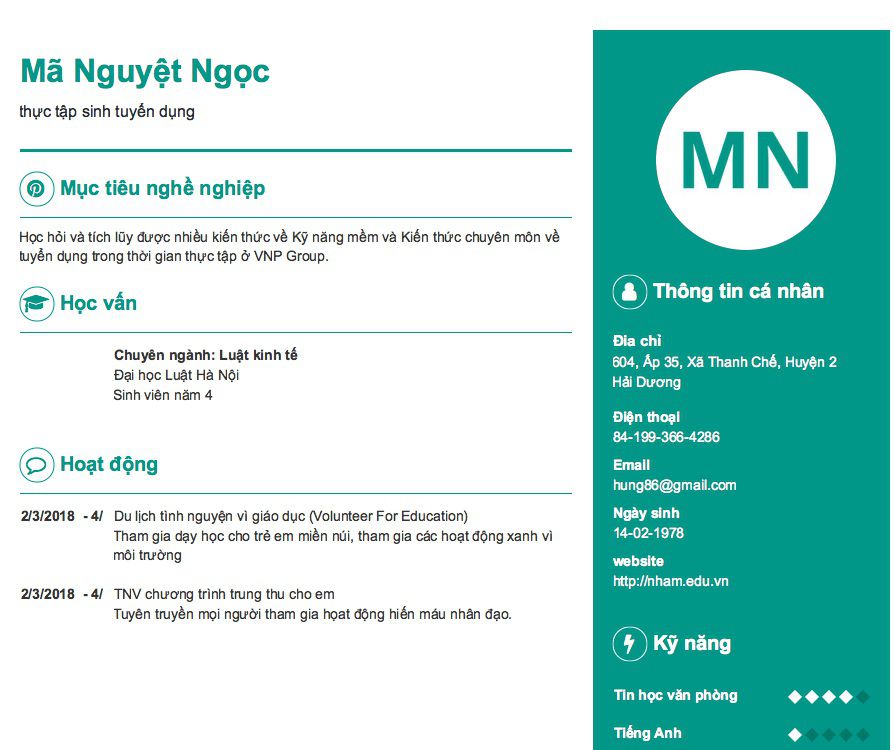 Mã Nguyệt Ngọc
thực tập sinh tuyển dụng
Mục tiêu nghề nghiệp
Học hỏi và tích lũy được nhiều kiến thức về Kỹ năng mềm và Kiến thức chuyên môn về
tuyển dụng trong thời gian thực tập ở VNP Group.
Học vấn
Chuyên ngành: Luật kinh tế
Đại học Luật Hà Nội
Sinh viên năm 4
Hoạt động
2/3/2018 - 4/ Du lịch tình nguyện vì giáo dục (Volunteer For Education)
Tham gia dạy học cho trẻ em miền núi, tham gia các hoạt động xanh vì
môi trường
2/3/2018 - 4/ TNV chương trình trung thu cho em
Tuyên truyền mọi người tham gia họat động hiến máu nhân đạo.
MN
Thông tin cá nhân
Đia chỉ
604, Ấp 35, Xã Thanh Chế, Huyện 2
Hải Dương
Điện thoại
84-199-366-4286
Email
hung86@gmail.com
Ngày sinh
14-02-1978
website
http://nham.edu.vn
Kỹ năng
Tin học văn phòng
Tiếng Anh